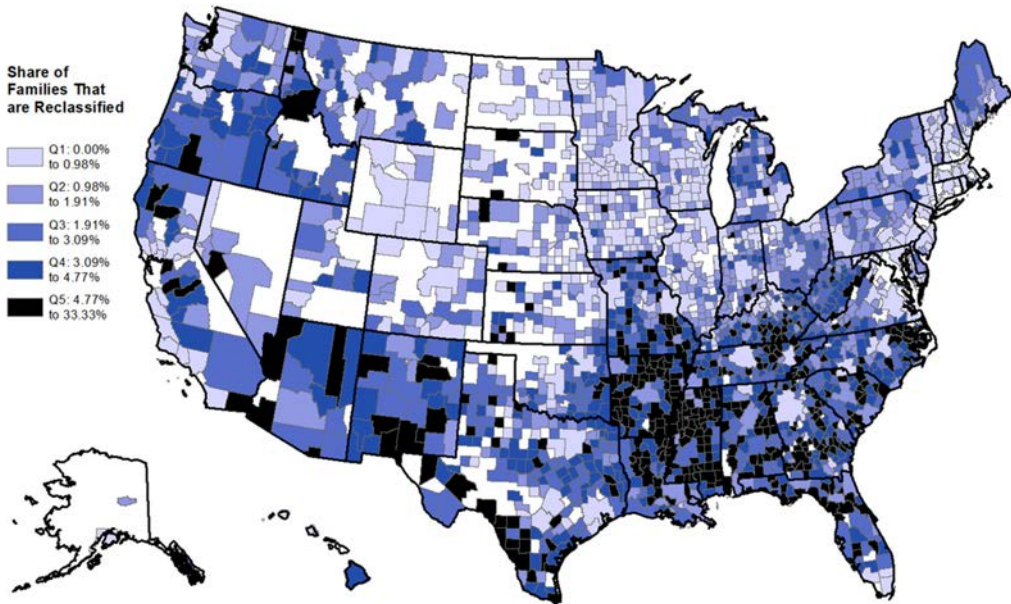 Share of
Families That
are Reclassified
Q1: 0.00%
to 0.98%
Q2: 0.98%
to 1.91%
Q3: 1.91%
to 3.09%
Q4: 3.09%
to 4.77%
Q5: 4.77%
to 33.33%